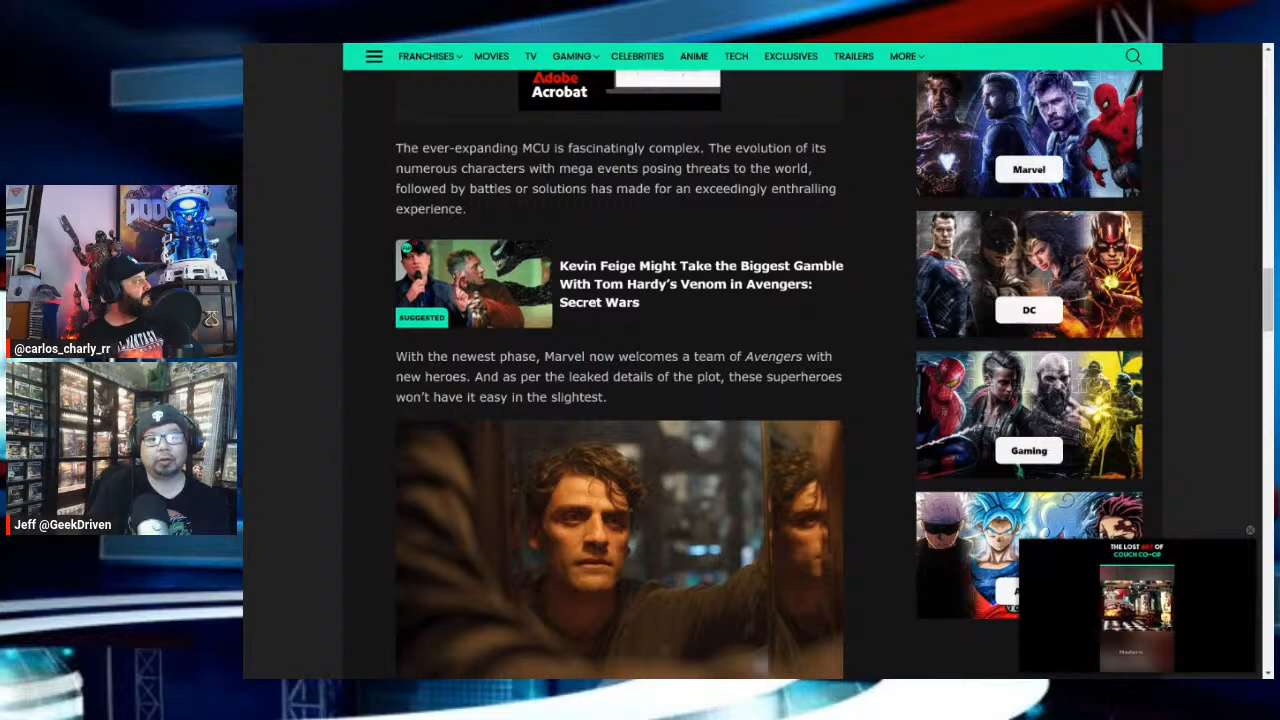 FRANCHISES MOVIES TV GAMING CELEBRITIES ANIME TECH EXCLUSIVES TRAILERS MORE
Adobe
Acrobat
The ever-expanding MCU is fascinatingly complex. The evolution of its
numerous characters with mega events posing threats to the world,
followed by battles or solutions has made for an exceedingly enthralling
experience.
SUGGESTED
Kevin Feige Might Take the Biggest Gamble
With Tom Hardy’s Venom in Avengers:
Secret Wars
With the newest phase, Marvel now welcomes a team of Avengers with
new heroes. And as per the leaked details of the plot, these superheroes
won’t have it easy in the slightest.
Marvel
DC
Gaming
THE LOST ART OF
COUCH CO-OP
@carlos_charly_rr
Jeff @GeekDriven